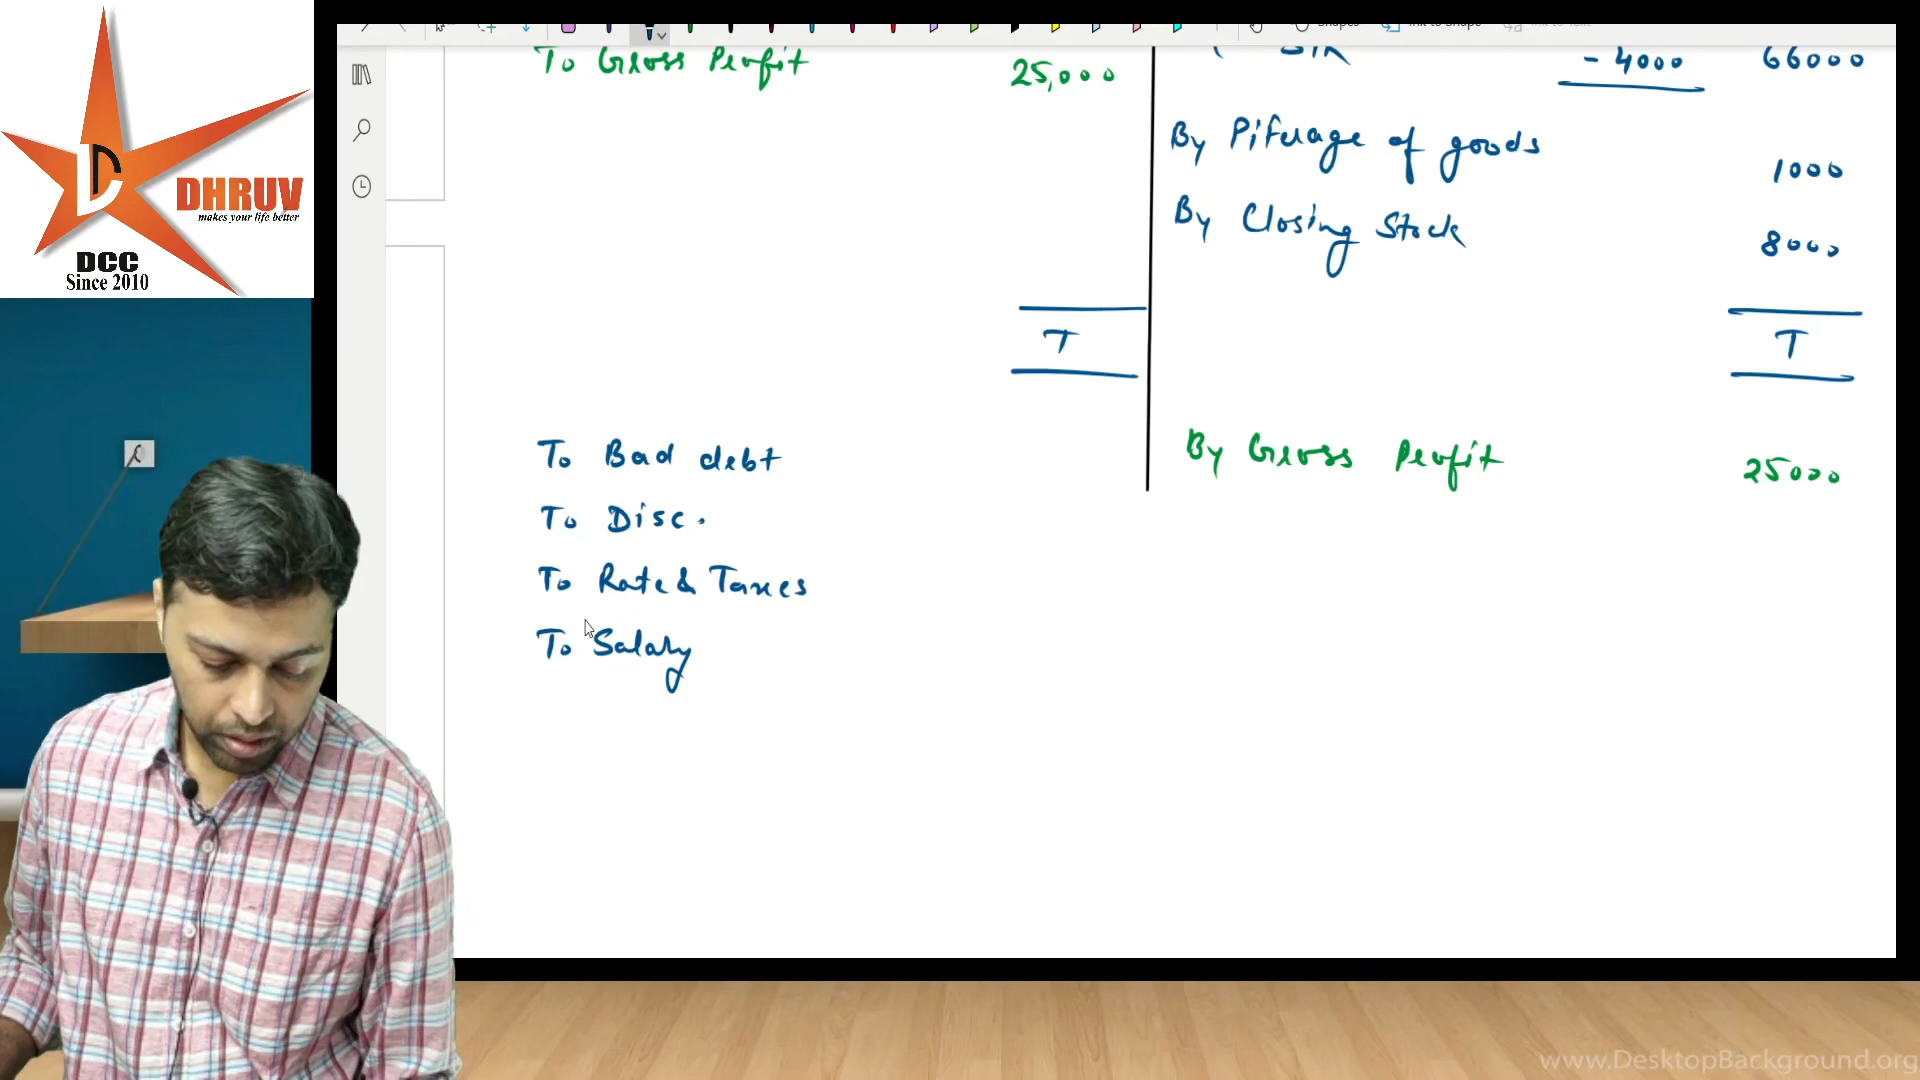 DHRUV
makes your life better
DCC
Since 2010
To Gross Profit 25,000
- 4000 66000
By Piferage of goods 1000
By Closing Stock 8000
T T
To Bad debt
By Gross Profit 25000
To Disc.
To Rate & Taxes
To Salary
www.DesktopBackground.org